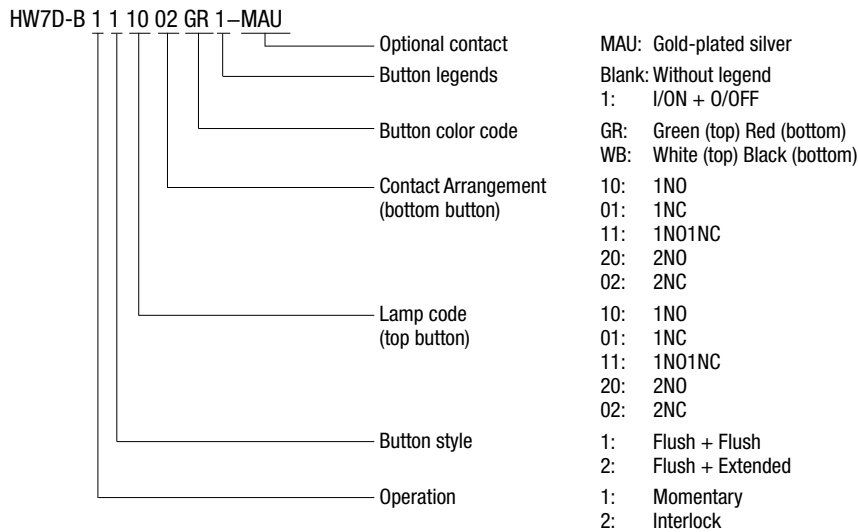 HW7D-B 1 1 10 02 GR 1–MAU
Optional contact MAU: Gold-plated silver
Button legends Blank: Without legend
1: I/ON + O/OFF
Button color code GR: Green (top) Red (bottom)
WB: White (top) Black (bottom)
Contact Arrangement 10: 1NO
(bottom button) 01: 1NC
11: 1NO1NC
20: 2NO
02: 2NC
Lamp code 10: 1NO
(top button) 01: 1NC
11: 1NO1NC
20: 2NO
02: 2NC
Button style 1: Flush + Flush
2: Flush + Extended
Operation 1: Momentary
2: Interlock